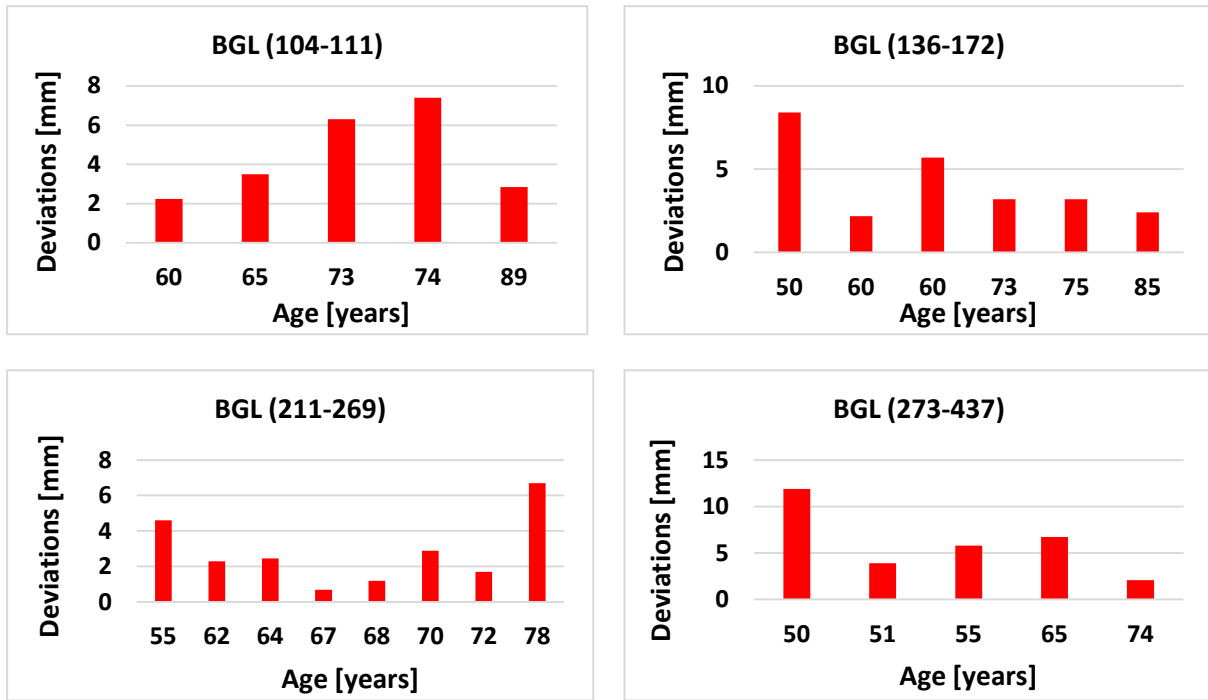 BGL (104-111)
Deviations [mm]
8
6
4
2
0
60 65 73 74 89
Age [years]
BGL (136-172)
Deviations [mm]
10
5
0
50 60 60 73 75 85
Age [years]
BGL (211-269)
Deviations [mm]
8
6
4
2
0
55 62 64 67 68 70 72 78
Age [years]
BGL (273-437)
Deviations [mm]
15
10
5
0
50 51 55 65 74
Age [years]